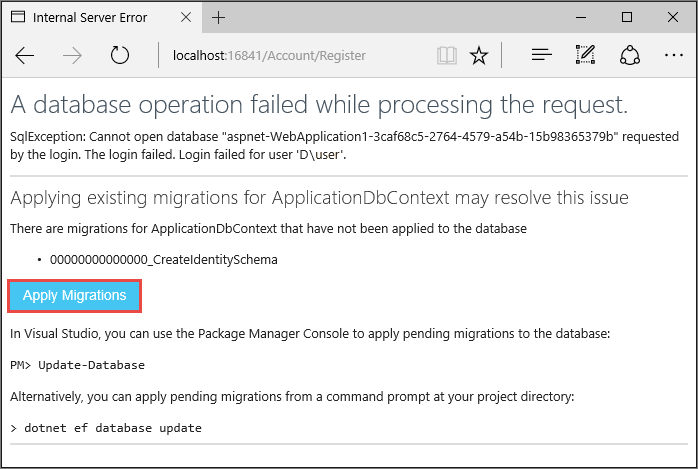 Internal Server Error
localhost:16841/Account/Register
A database operation failed while processing the request.
SqlException: Cannot open database "aspnet-WebApplication1-3caf68c5-2764-4579-a54b-15b98365379b" requested
by the login. The login failed. Login failed for user 'D\user'.
Applying existing migrations for ApplicationDbContext may resolve this issue
There are migrations for ApplicationDbContext that have not been applied to the database
• 00000000000000_CreateIdentitySchema
Apply Migrations
In Visual Studio, you can use the Package Manager Console to apply pending migrations to the database:
PM> Update-Database
Alternatively, you can apply pending migrations from a command prompt at your project directory:
> dotnet ef database update